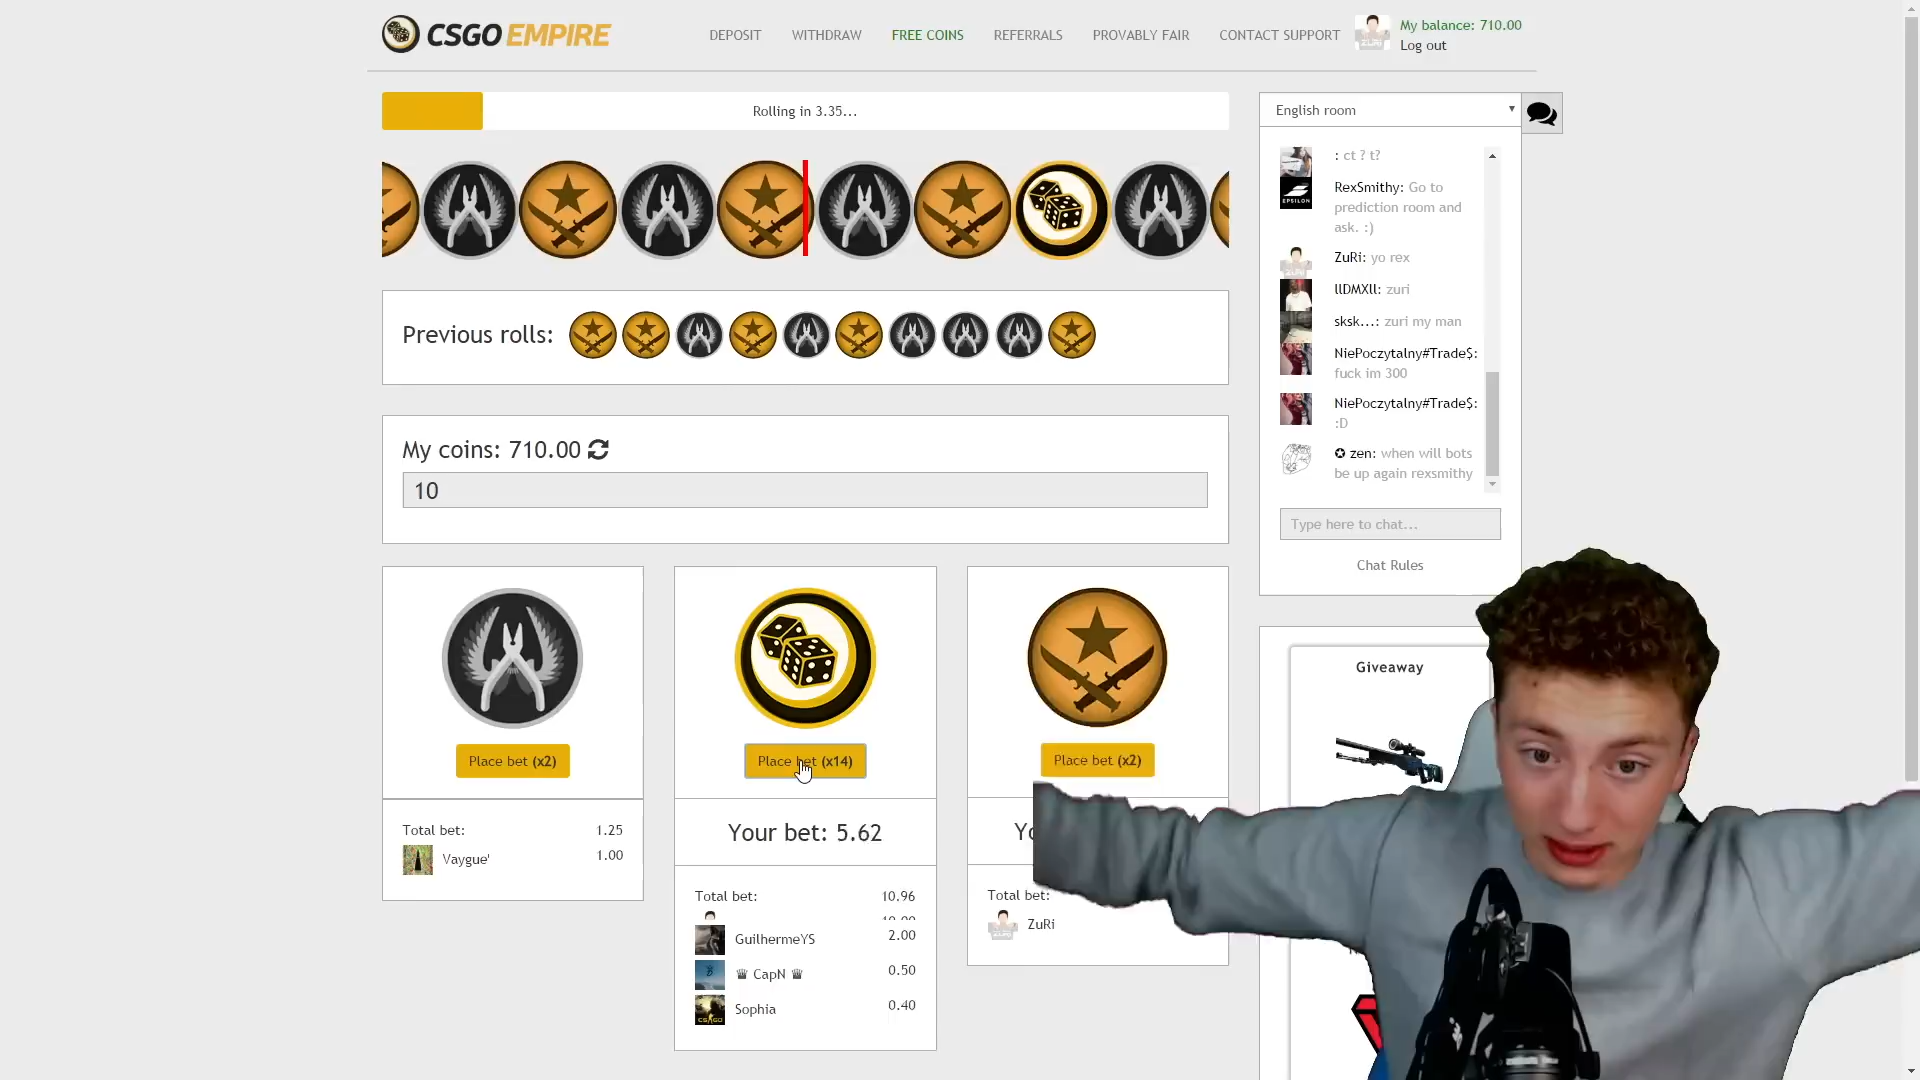 CSGO EMPIRE
DEPOSIT
WITHDRAW
FREE COINS
REFERRALS
PROVABLY FAIR
CONTACT SUPPORT
My balance: 710.00
Log out
Rolling in 3.35...
English room
: ct ? t?
RexSmithy: Go to
prediction room and
ask. :)
ZuRi: yo rex
llDMXll: zuri
sksk...: zuri my man
NiePoczytalny#Trade$:
fuck im 300
NiePoczytalny#Trade$:
:D
✪ zen: when will bots
be up again rexsmithy
Type here to chat...
Chat Rules
Previous rolls:
My coins: 710.00
10
Place bet (x2)
Total bet: 1.25
Vaygue' 1.00
Place bet (x14)
Your bet: 5.62
Total bet: 10.96
GuilhermeYS 2.00
♛ CapN ♛ 0.50
Sophia 0.40
Place bet (x2)
Total bet:
ZuRi
Giveaway
EPSILON